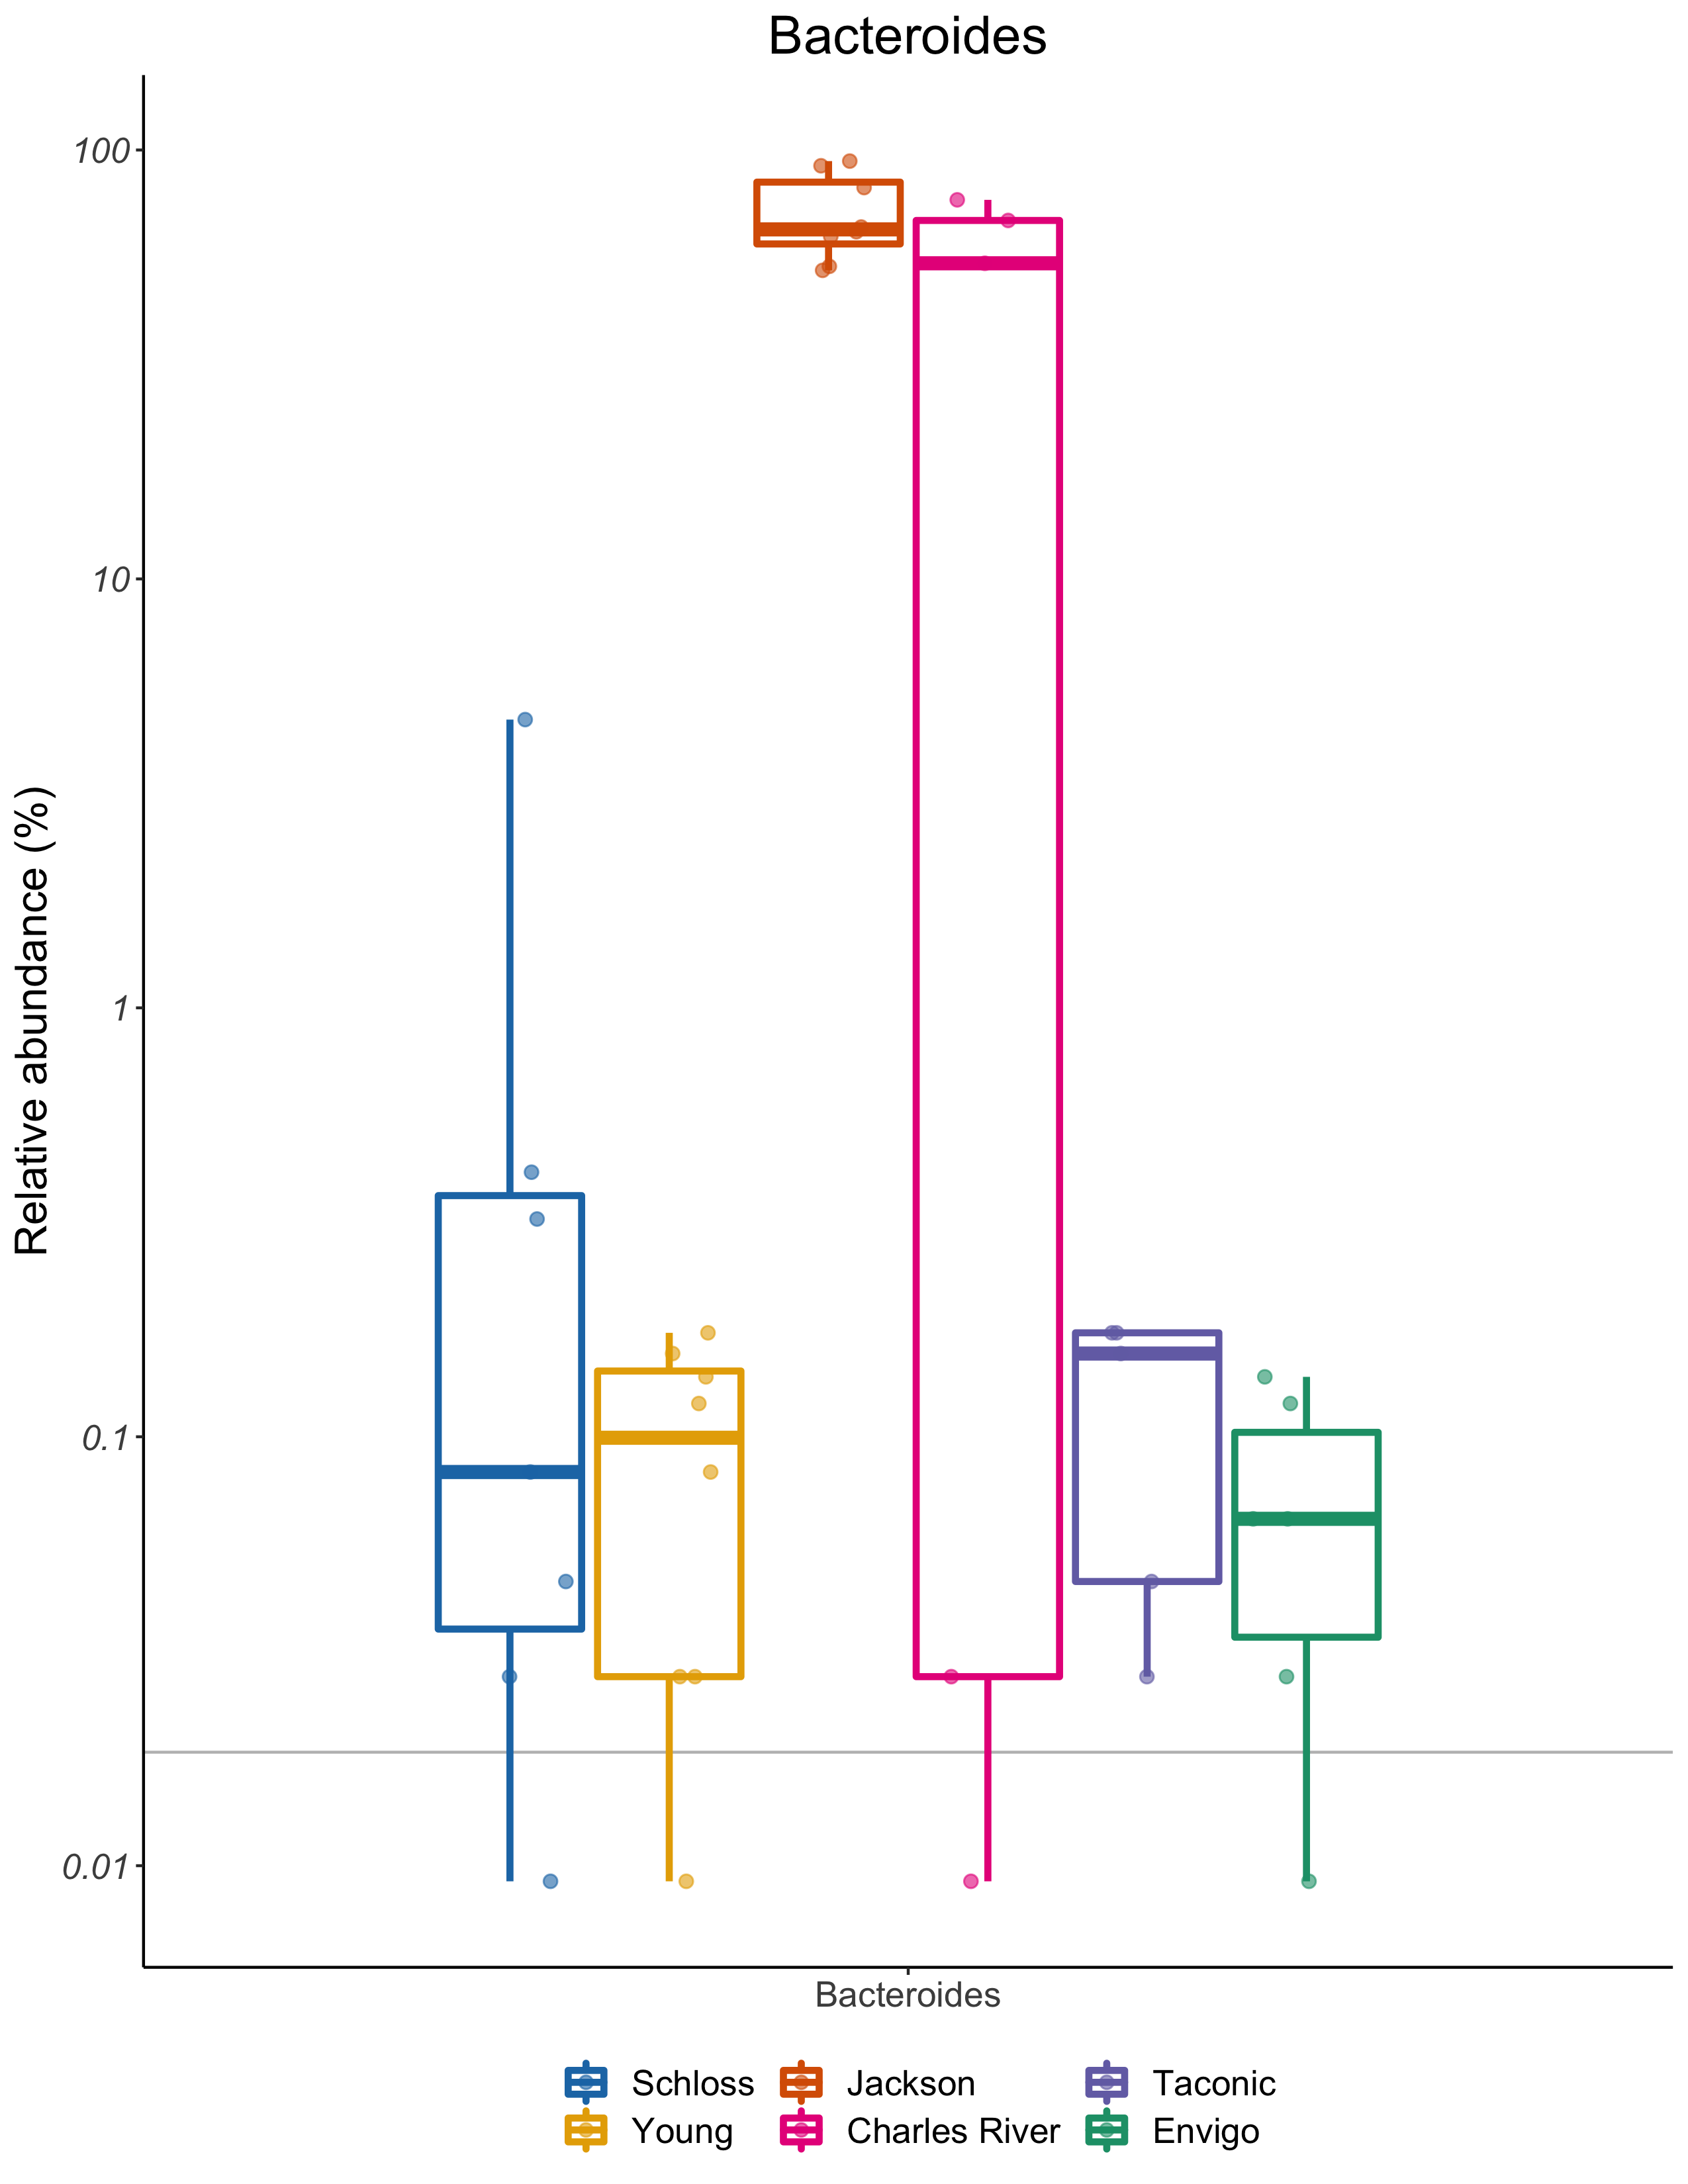 Bacteroides
Relative abundance (%)
100
10
1
0.1
0.01
Bacteroides
Schloss
Jackson
Taconic
Young
Charles River
Envigo